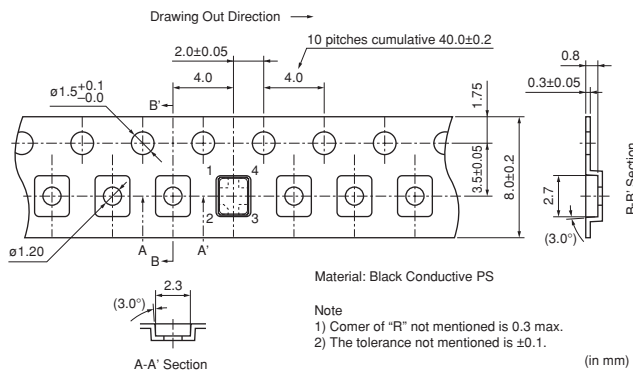 Drawing Out Direction
2.0±0.05
10 pitches cumulative 40.0±0.2
0.8
4.0
4.0
0.3±0.05
ø1.5+0.1 −0.0
B'
1.75
1
4
3.5±0.05
8.0±0.2
2
3
2.7
B-B' Section
ø1.20
A
A'
B
(3.0°)
2.3
(3.0°)
A-A' Section
Material: Black Conductive PS
Note
1) Corner of “R” not mentioned is 0.3 max.
2) The tolerance not mentioned is ±0.1.
(in mm)